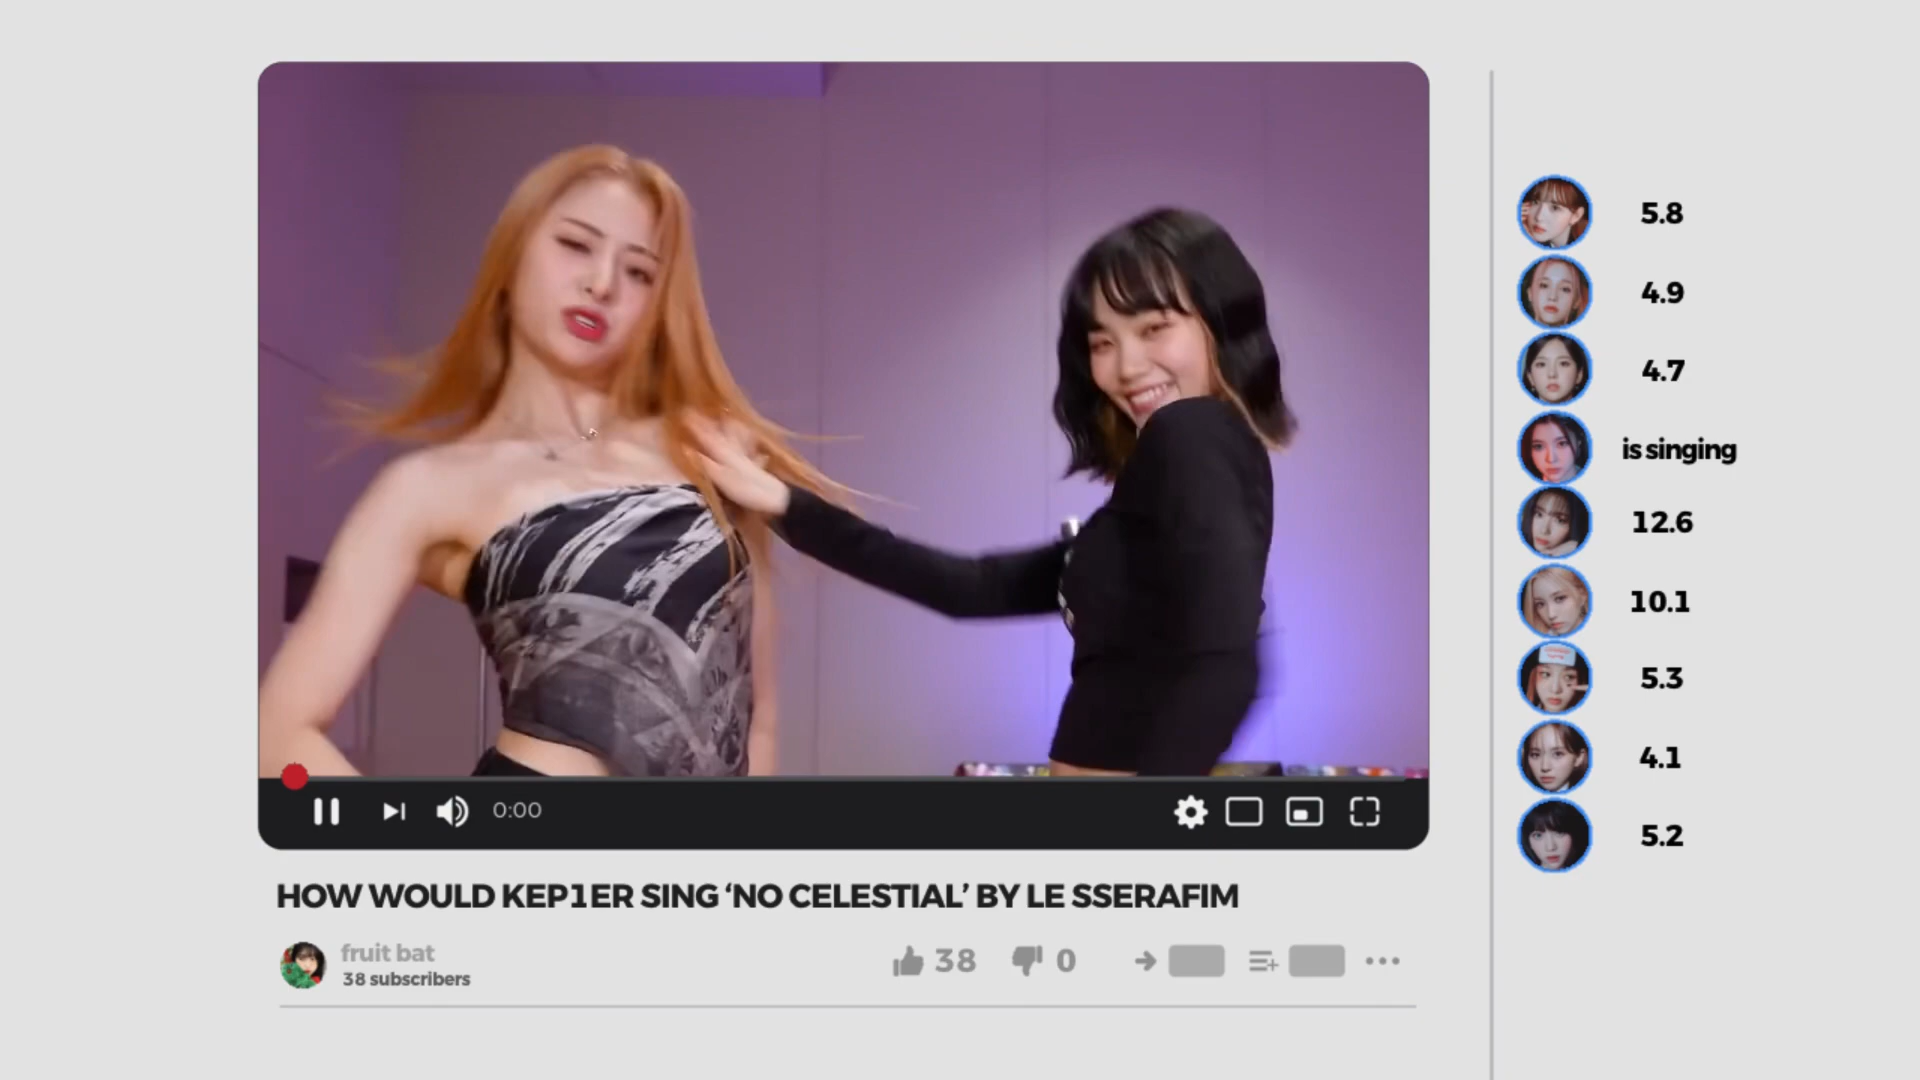 5.8
4.9
4.7
is singing
12.6
10.1
5.3
4.1
5.2
0:00
HOW WOULD KEP1ER SING ‘NO CELESTIAL’ BY LE SSERAFIM
fruit bat
38 subscribers
38
0